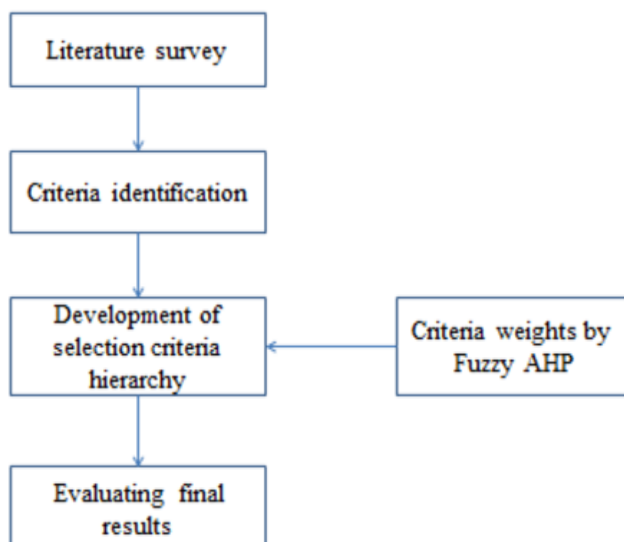 Literature survey
Criteria identification
Development of
selection criteria
hierarchy
Criteria weights by
Fuzzy AHP
Evaluating final
results